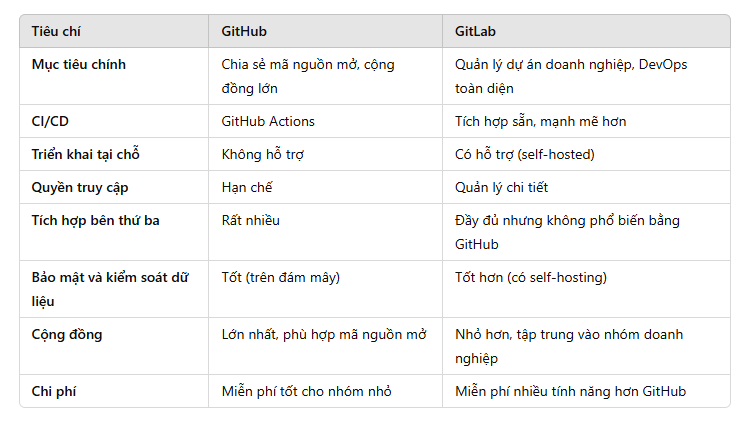 Tiêu chí GitHub GitLab
Mục tiêu chính Chia sẻ mã nguồn mở, cộng Quản lý dự án doanh nghiệp, DevOps
đồng lớn toàn diện
CI/CD GitHub Actions Tích hợp sẵn, mạnh mẽ hơn
Triển khai tại chỗ Không hỗ trợ Có hỗ trợ (self-hosted)
Quyền truy cập Hạn chế Quản lý chi tiết
Tích hợp bên thứ ba Rất nhiều Đầy đủ nhưng không phổ biến bằng
GitHub
Bảo mật và kiểm soát dữ Tốt (trên đám mây) Tốt hơn (có self-hosting)
liệu
Cộng đồng Lớn nhất, phù hợp mã nguồn mở Nhỏ hơn, tập trung vào nhóm doanh
nghiệp
Chi phí Miễn phí tốt cho nhóm nhỏ Miễn phí nhiều tính năng hơn GitHub